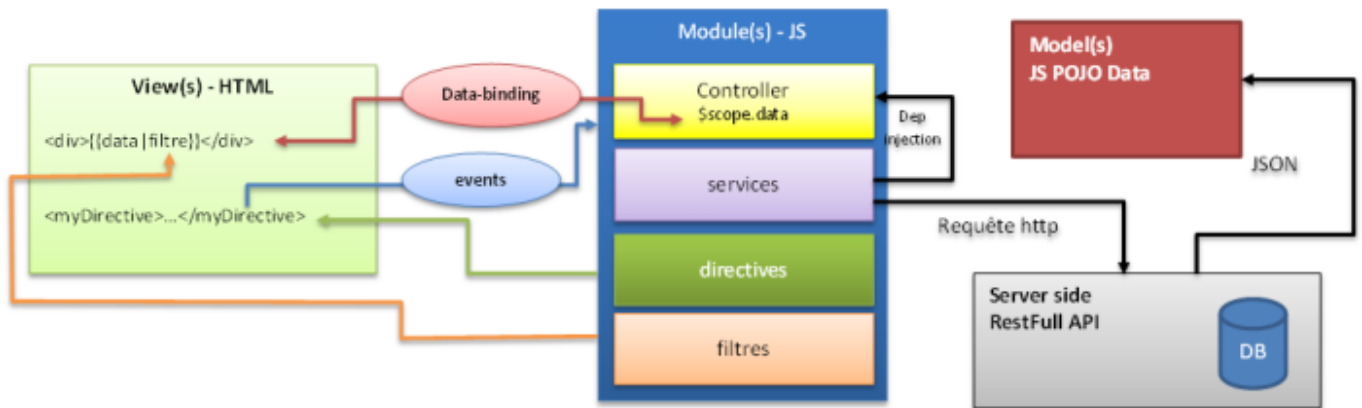 View(s) - HTML
<div>{{data|filtre}}</div>
<myDirective>...</myDirective>
Data-binding
events
Module(s) - JS
Controller
$scope.data
services
directives
filtres
Dep
injection
Requête http
Model(s)
JS POJO Data
JSON
Server side
RestFull API
DB